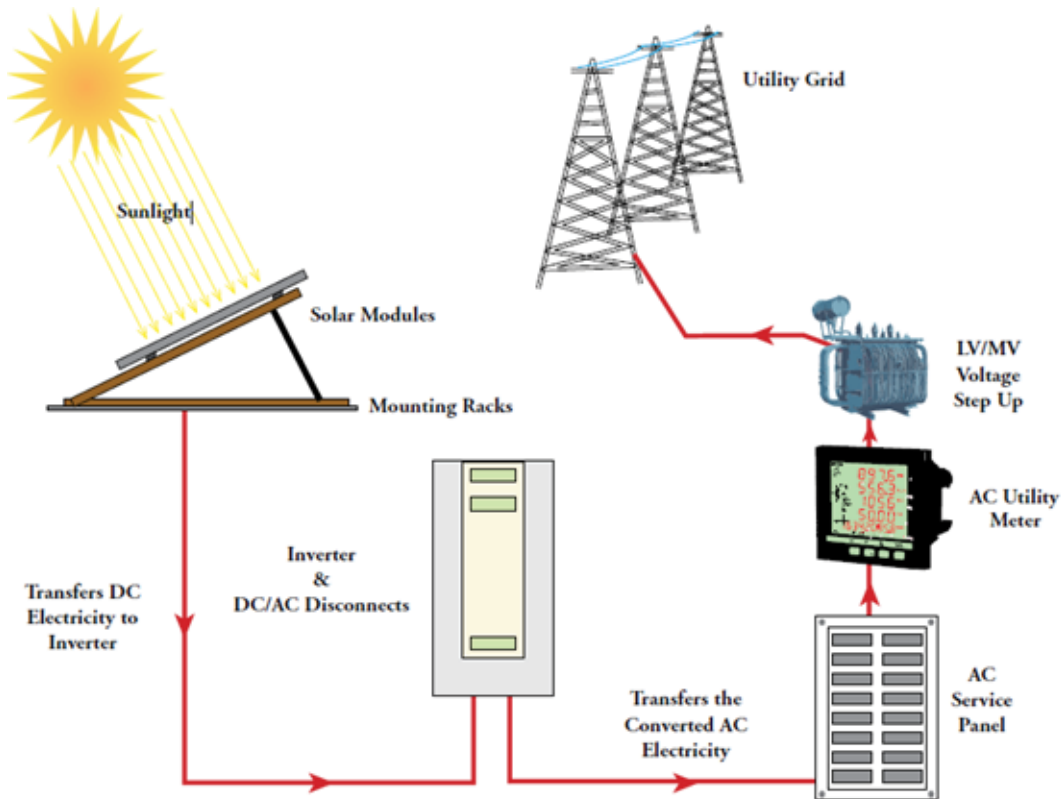 Utility Grid
Sunlight
Solar Modules
Mounting Racks
LV/MV
Voltage
Step Up
AC Utility
Meter
Inverter
&
DC/AC Disconnects
Transfers DC
Electricity to
Inverter
Transfers the
Converted AC
Electricity
AC
Service
Panel